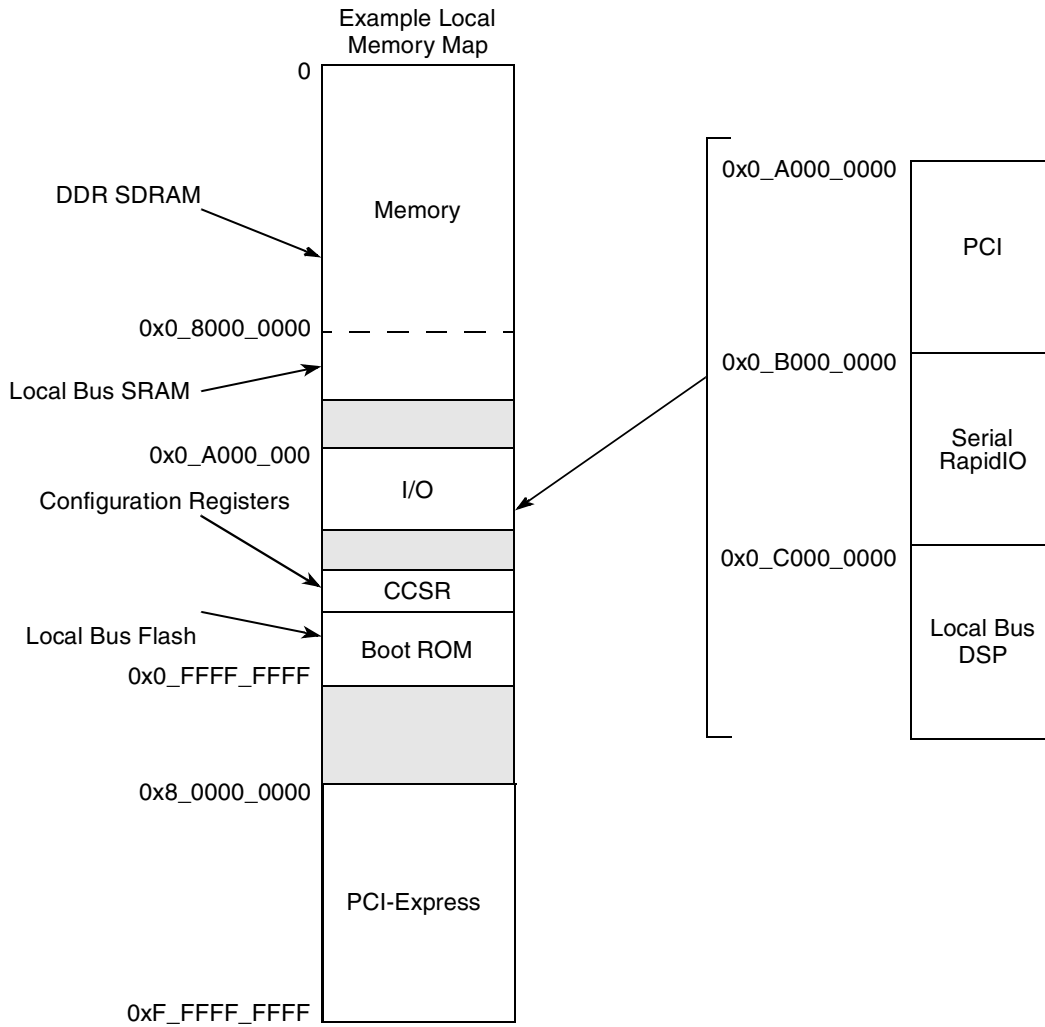 Example Local
Memory Map
0
DDR SDRAM
Memory
0x0_8000_0000
Local Bus SRAM
0x0_A000_000
I/O
Configuration Registers
CCSR
Local Bus Flash
Boot ROM
0x0_FFFF_FFFF
0x8_0000_0000
PCI-Express
0xF_FFFF_FFFF
0x0_A000_0000
PCI
0x0_B000_0000
Serial
RapidIO
0x0_C000_0000
Local Bus
DSP